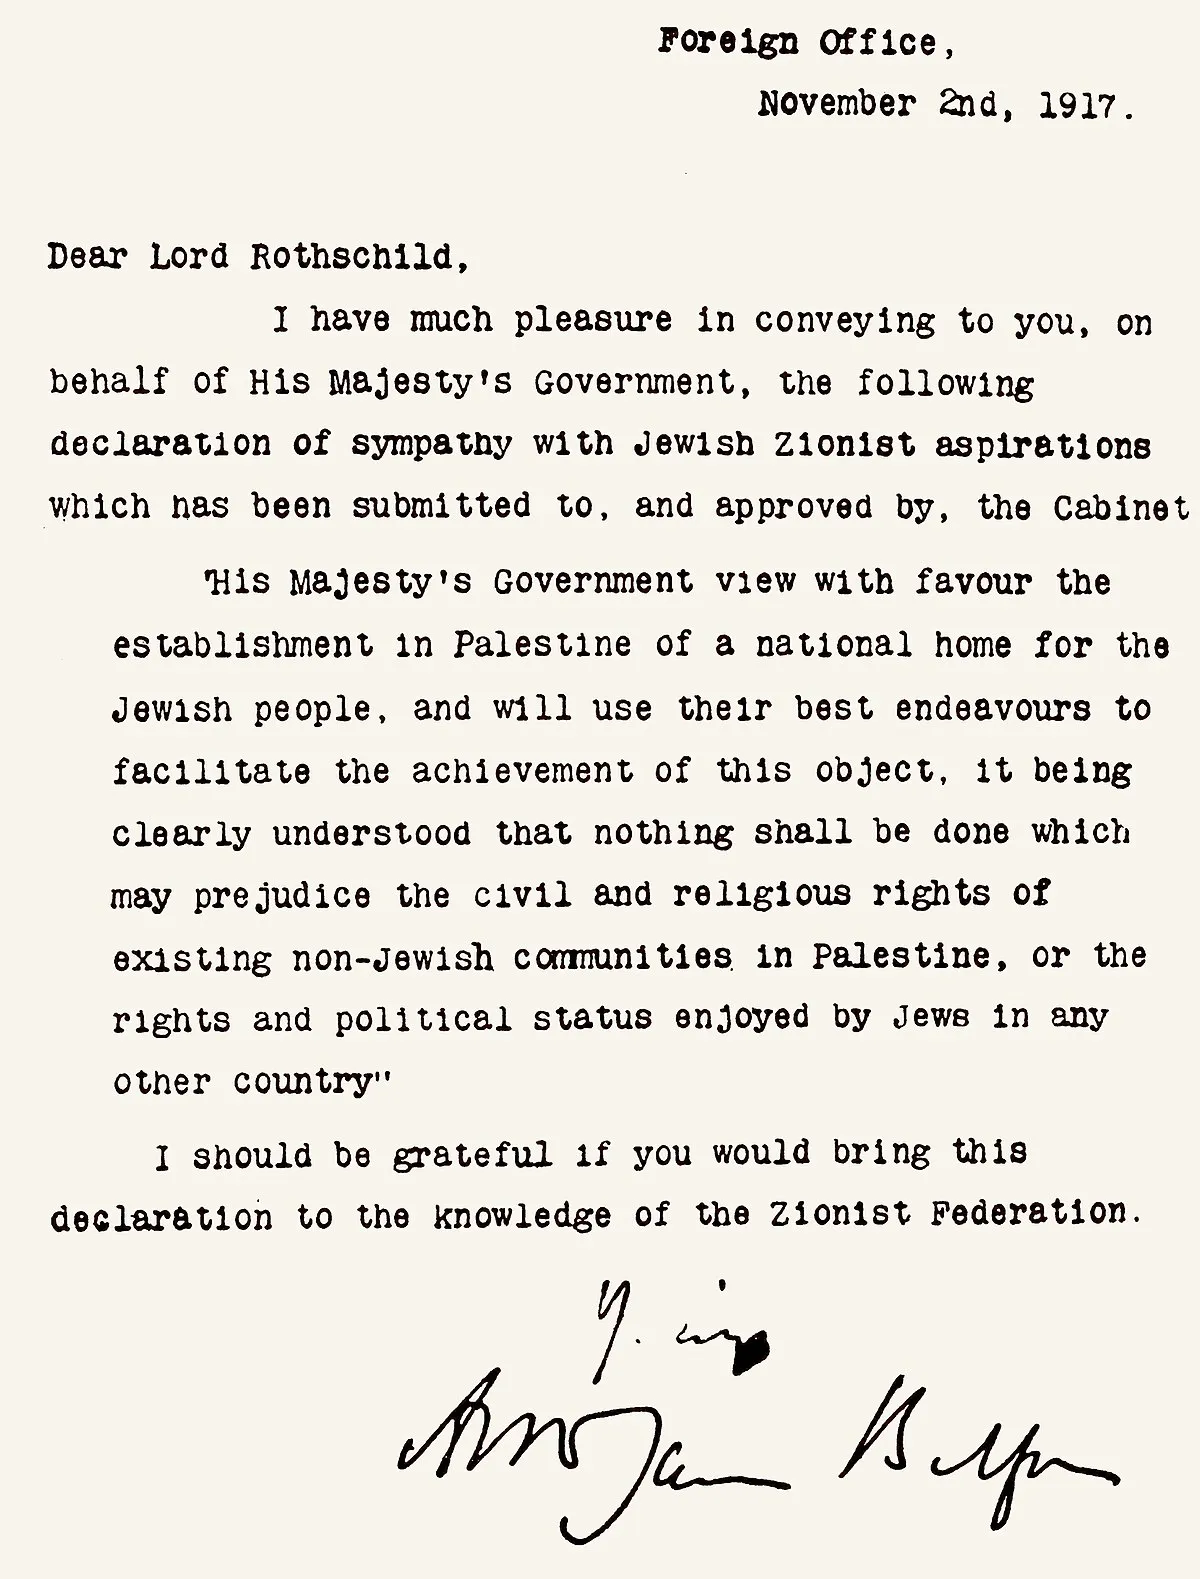 Foreign Office,
November 2nd, 1917.
Dear Lord Rothschild,
I have much pleasure in conveying to you, on
behalf of His Majesty's Government, the following
declaration of sympathy with Jewish Zionist aspirations
which has been submitted to, and approved by, the Cabinet
"His Majesty's Government view with favour the
establishment in Palestine of a national home for the
Jewish people, and will use their best endeavours to
facilitate the achievement of this object, it being
clearly understood that nothing shall be done which
may prejudice the civil and religious rights of
existing non-Jewish communities in Palestine, or the
rights and political status enjoyed by Jews in any
other country"
I should be grateful if you would bring this
declaration to the knowledge of the Zionist Federation.
Arthur James Balfour